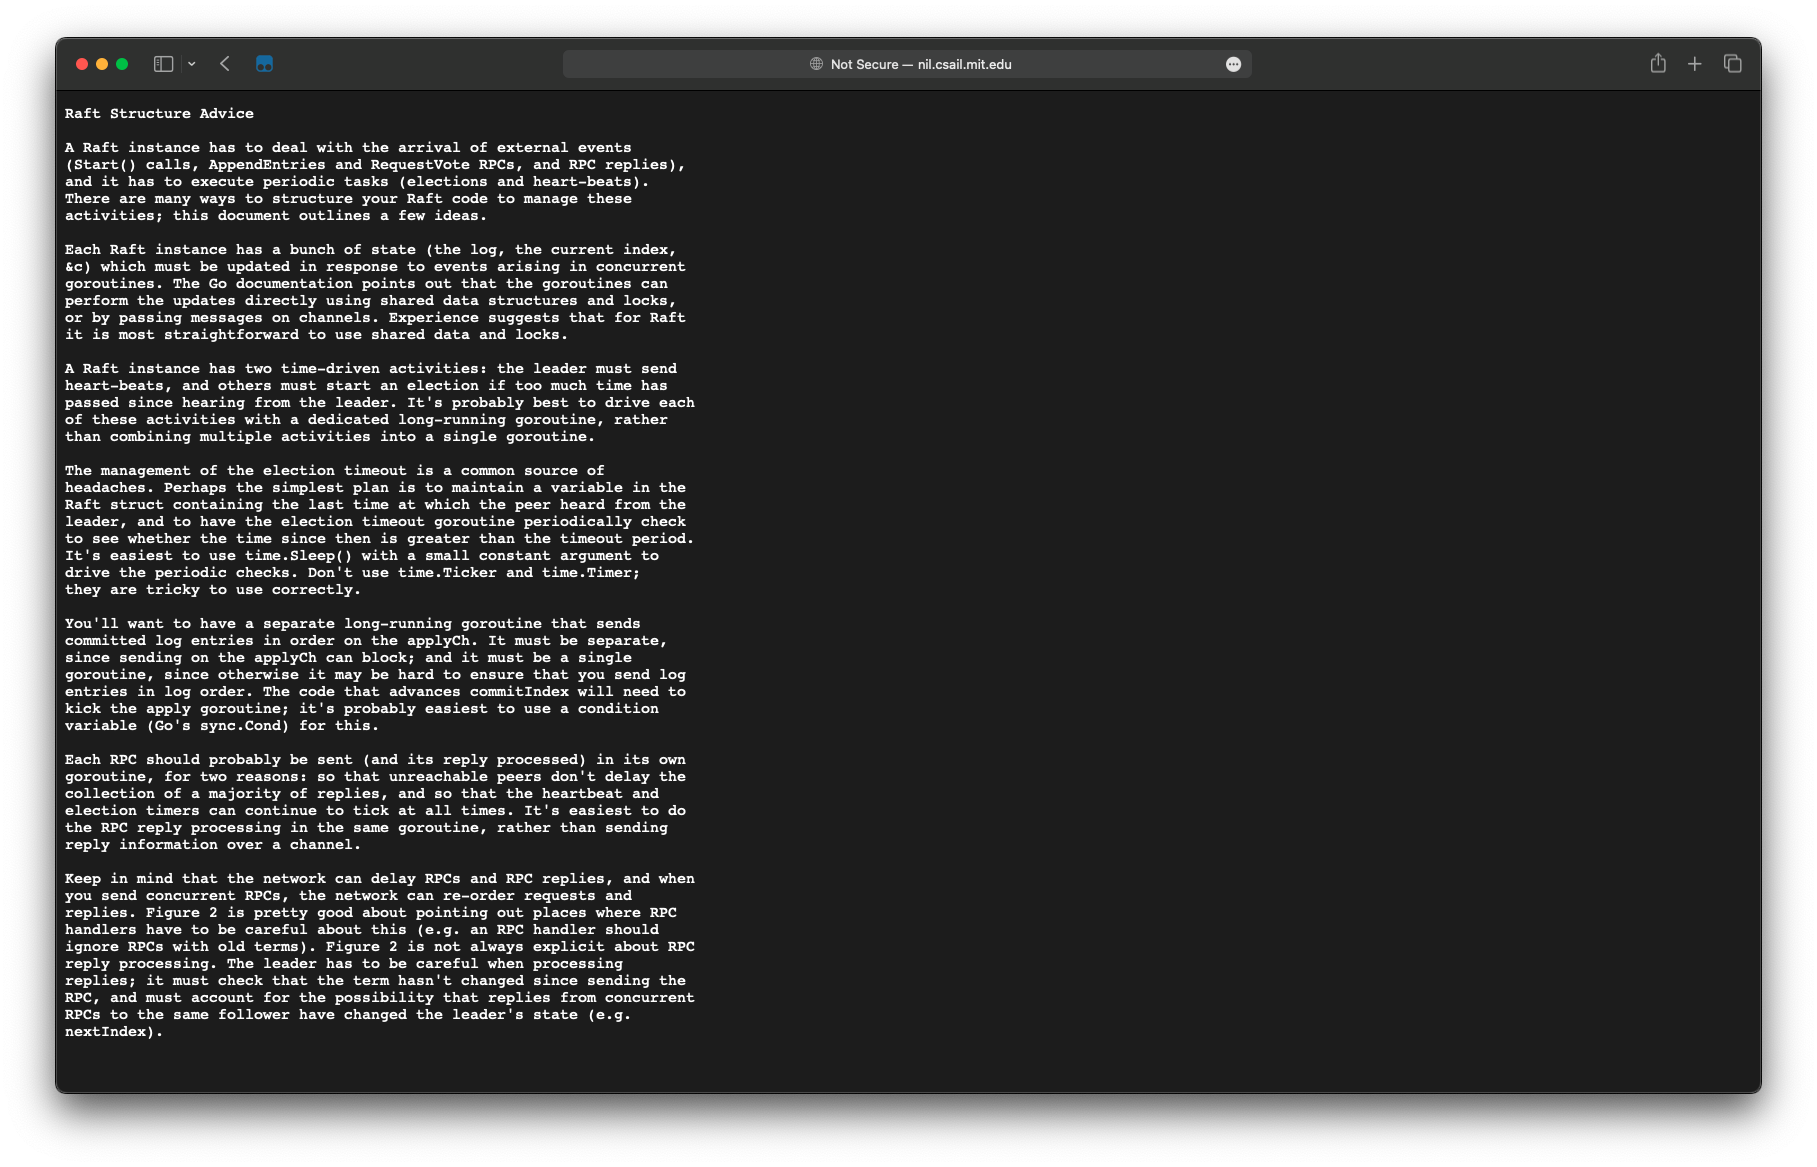 Not Secure — nil.csail.mit.edu
Raft Structure Advice
A Raft instance has to deal with the arrival of external events
(Start() calls, AppendEntries and RequestVote RPCs, and RPC replies),
and it has to execute periodic tasks (elections and heart-beats).
There are many ways to structure your Raft code to manage these
activities; this document outlines a few ideas.
Each Raft instance has a bunch of state (the log, the current index,
&c) which must be updated in response to events arising in concurrent
goroutines. The Go documentation points out that the goroutines can
perform the updates directly using shared data structures and locks,
or by passing messages on channels. Experience suggests that for Raft
it is most straightforward to use shared data and locks.
A Raft instance has two time-driven activities: the leader must send
heart-beats, and others must start an election if too much time has
passed since hearing from the leader. It's probably best to drive each
of these activities with a dedicated long-running goroutine, rather
than combining multiple activities into a single goroutine.
The management of the election timeout is a common source of
headaches. Perhaps the simplest plan is to maintain a variable in the
Raft struct containing the last time at which the peer heard from the
leader, and to have the election timeout goroutine periodically check
to see whether the time since then is greater than the timeout period.
It's easiest to use time.Sleep() with a small constant argument to
drive the periodic checks. Don't use time.Ticker and time.Timer;
they are tricky to use correctly.
You'll want to have a separate long-running goroutine that sends
committed log entries in order on the applyCh. It must be separate,
since sending on the applyCh can block; and it must be a single
goroutine, since otherwise it may be hard to ensure that you send log
entries in log order. The code that advances commitIndex will need to
kick the apply goroutine; it's probably easiest to use a condition
variable (Go's sync.Cond) for this.
Each RPC should probably be sent (and its reply processed) in its own
goroutine, for two reasons: so that unreachable peers don't delay the
collection of a majority of replies, and so that the heartbeat and
election timers can continue to tick at all times. It's easiest to do
the RPC reply processing in the same goroutine, rather than sending
reply information over a channel.
Keep in mind that the network can delay RPCs and RPC replies, and when
you send concurrent RPCs, the network can re-order requests and
replies. Figure 2 is pretty good about pointing out places where RPC
handlers have to be careful about this (e.g. an RPC handler should
ignore RPCs with old terms). Figure 2 is not always explicit about RPC
reply processing. The leader has to be careful when processing
replies; it must check that the term hasn't changed since sending the
RPC, and must account for the possibility that replies from concurrent
RPCs to the same follower have changed the leader's state (e.g.
nextIndex).